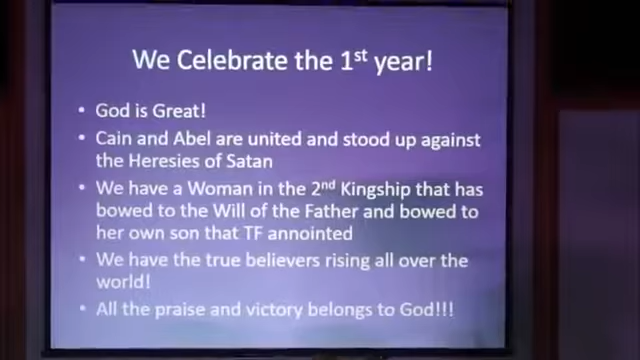 We Celebrate the 1st year!
• God is Great!
• Cain and Abel are united and stood up against
the Heresies of Satan
• We have a Woman in the 2nd Kingship that has
bowed to the Will of the Father and bowed to
her own son that TF annointed
• We have the true believers rising all over the
world!
• All the praise and victory belongs to God!!!